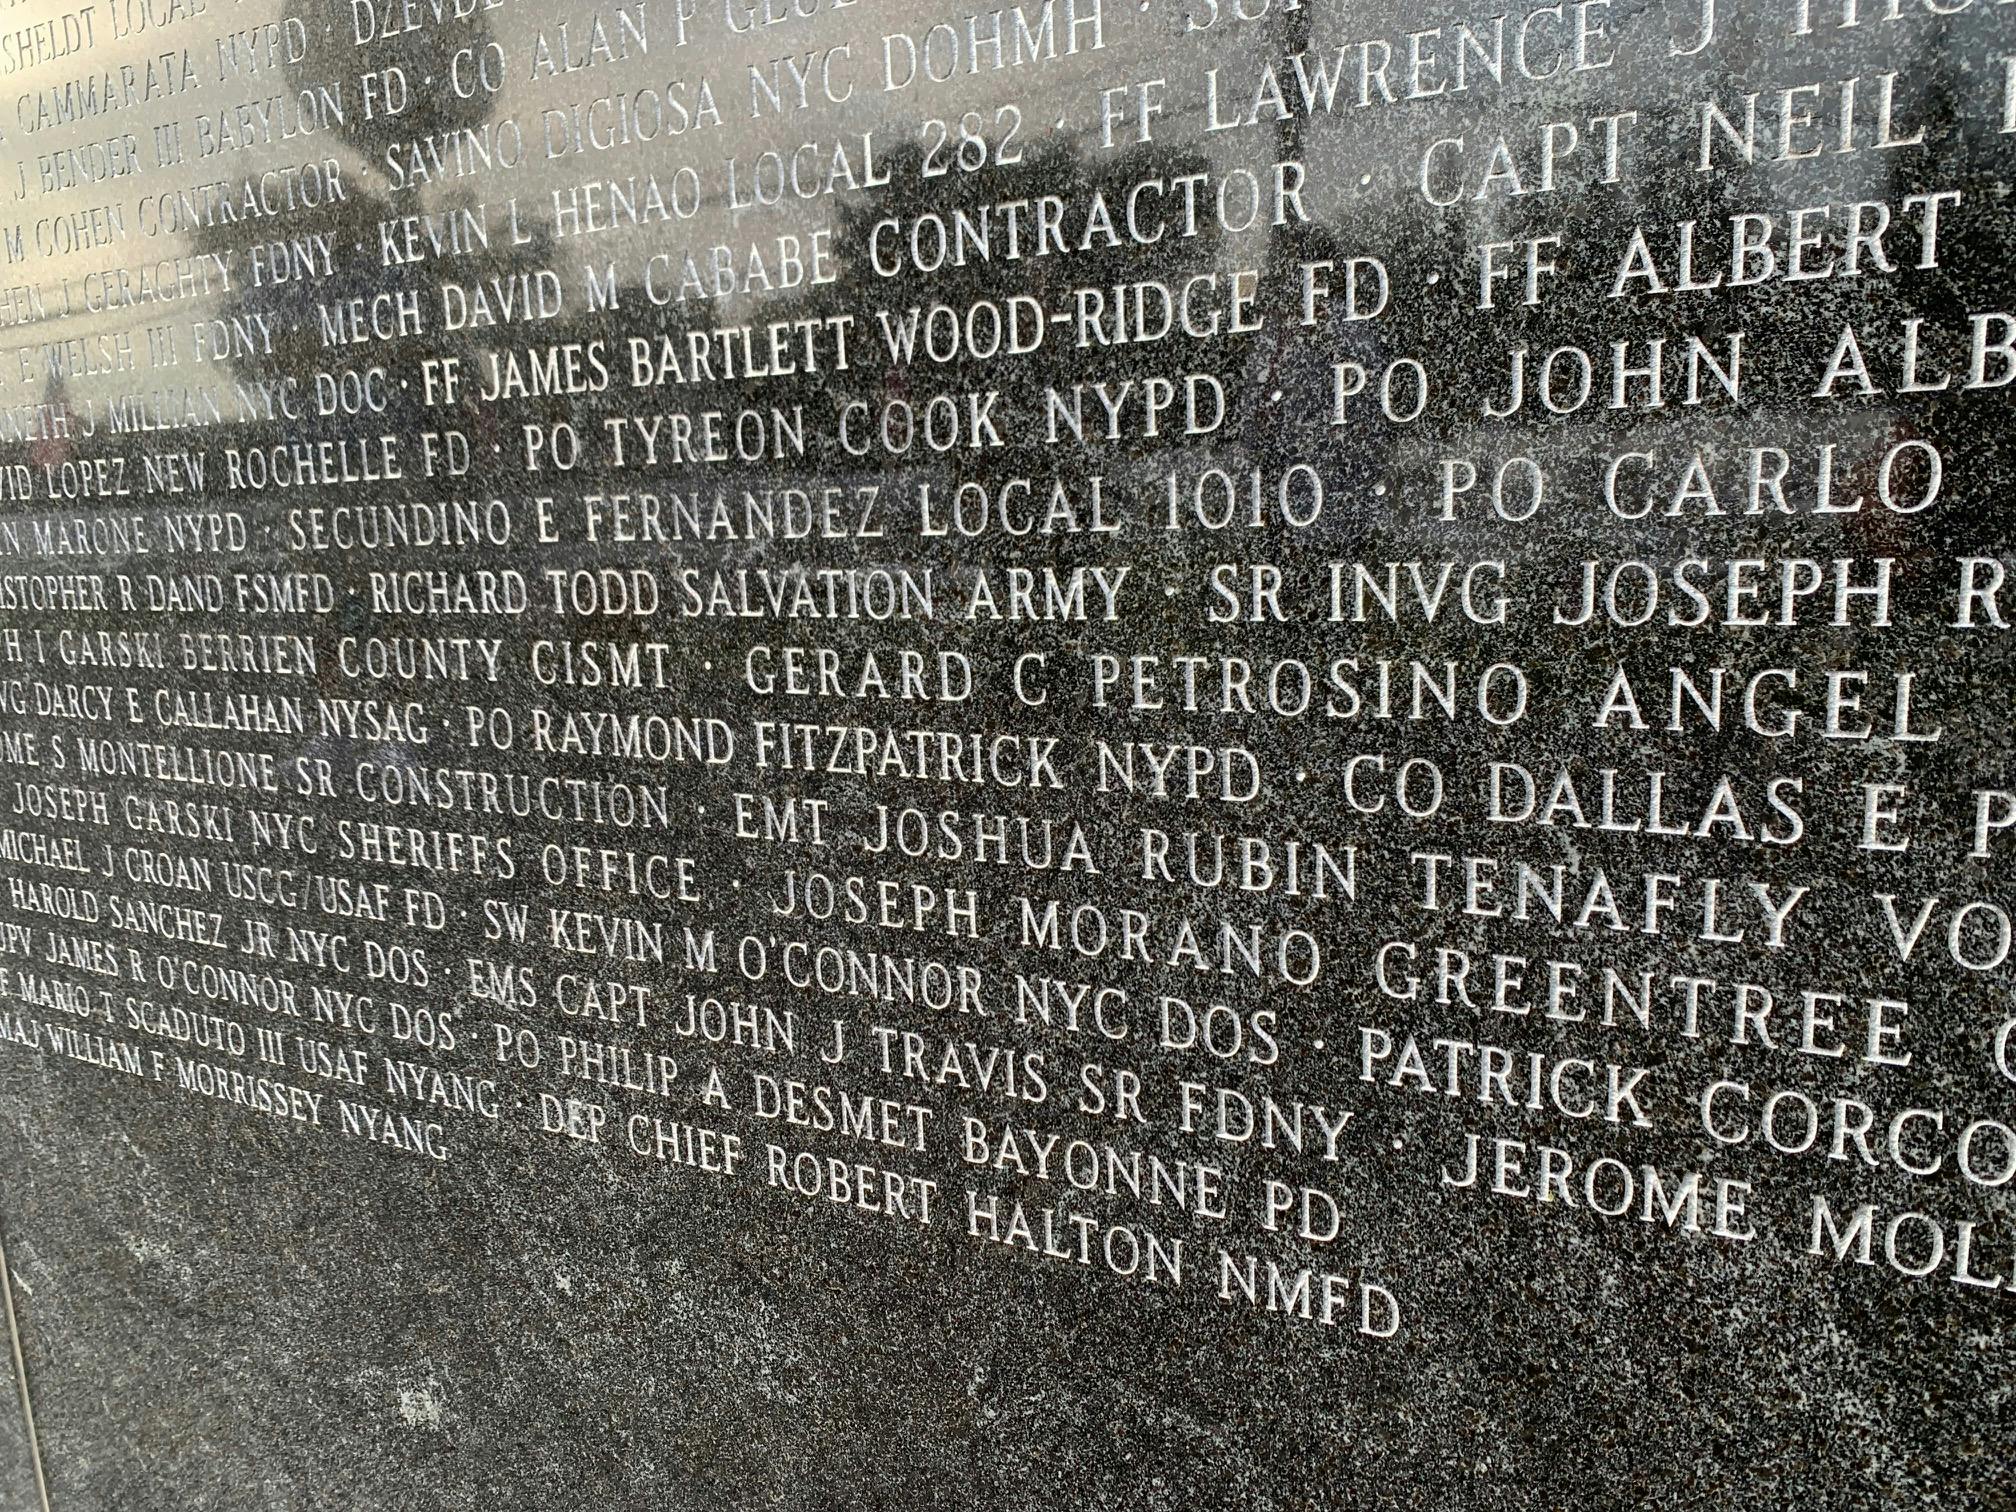 SHELDT LOCAL
CAMMARATA NYPD ·
J BENDER III BABYLON FD · CO ALAN P
M COHEN CONTRACTOR · SAVINO DIGIOSA NYC DOHMH ·
J GERAGHTY FDNY · KEVIN L HENAO LOCAL 282 · FF LAWRENCE J
E WELSH III FDNY · MECH DAVID M CABABE CONTRACTOR · CAPT NEIL
J MILLIAN NYC DOC · FF JAMES BARTLETT WOOD-RIDGE FD · FF ALBERT
LOPEZ NEW ROCHELLE FD · PO TYREON COOK NYPD · PO JOHN ALB
MARONE NYPD · SECUNDINO E FERNANDEZ LOCAL 1010 · PO CARLO
ISTOPHER R DAND FSMFD · RICHARD TODD SALVATION ARMY · SR INVG JOSEPH R
H I GARSKI BERRIEN COUNTY CISMT · GERARD C PETROSINO ANGEL
VG DARCY E CALLAHAN NYSAG · PO RAYMOND FITZPATRICK NYPD · CO DALLAS E P
OME S MONTELLIONE SR CONSTRUCTION · EMT JOSHUA RUBIN TENAFLY VO
JOSEPH GARSKI NYC SHERIFFS OFFICE · JOSEPH MORANO GREENTREE
MICHAEL J CROAN USCG/USAF FD · SW KEVIN M O'CONNOR NYC DOS · PATRICK CORCO
HAROLD SANCHEZ JR NYC DOS · EMS CAPT JOHN J TRAVIS SR FDNY · JEROME MOL
UPV JAMES R O'CONNOR NYC DOS · PO PHILIP A DESMET BAYONNE PD
F MARIO T SCADUTO III USAF NYANG · DEP CHIEF ROBERT HALTON NMFD
MAJ WILLIAM F MORRISSEY NYANG